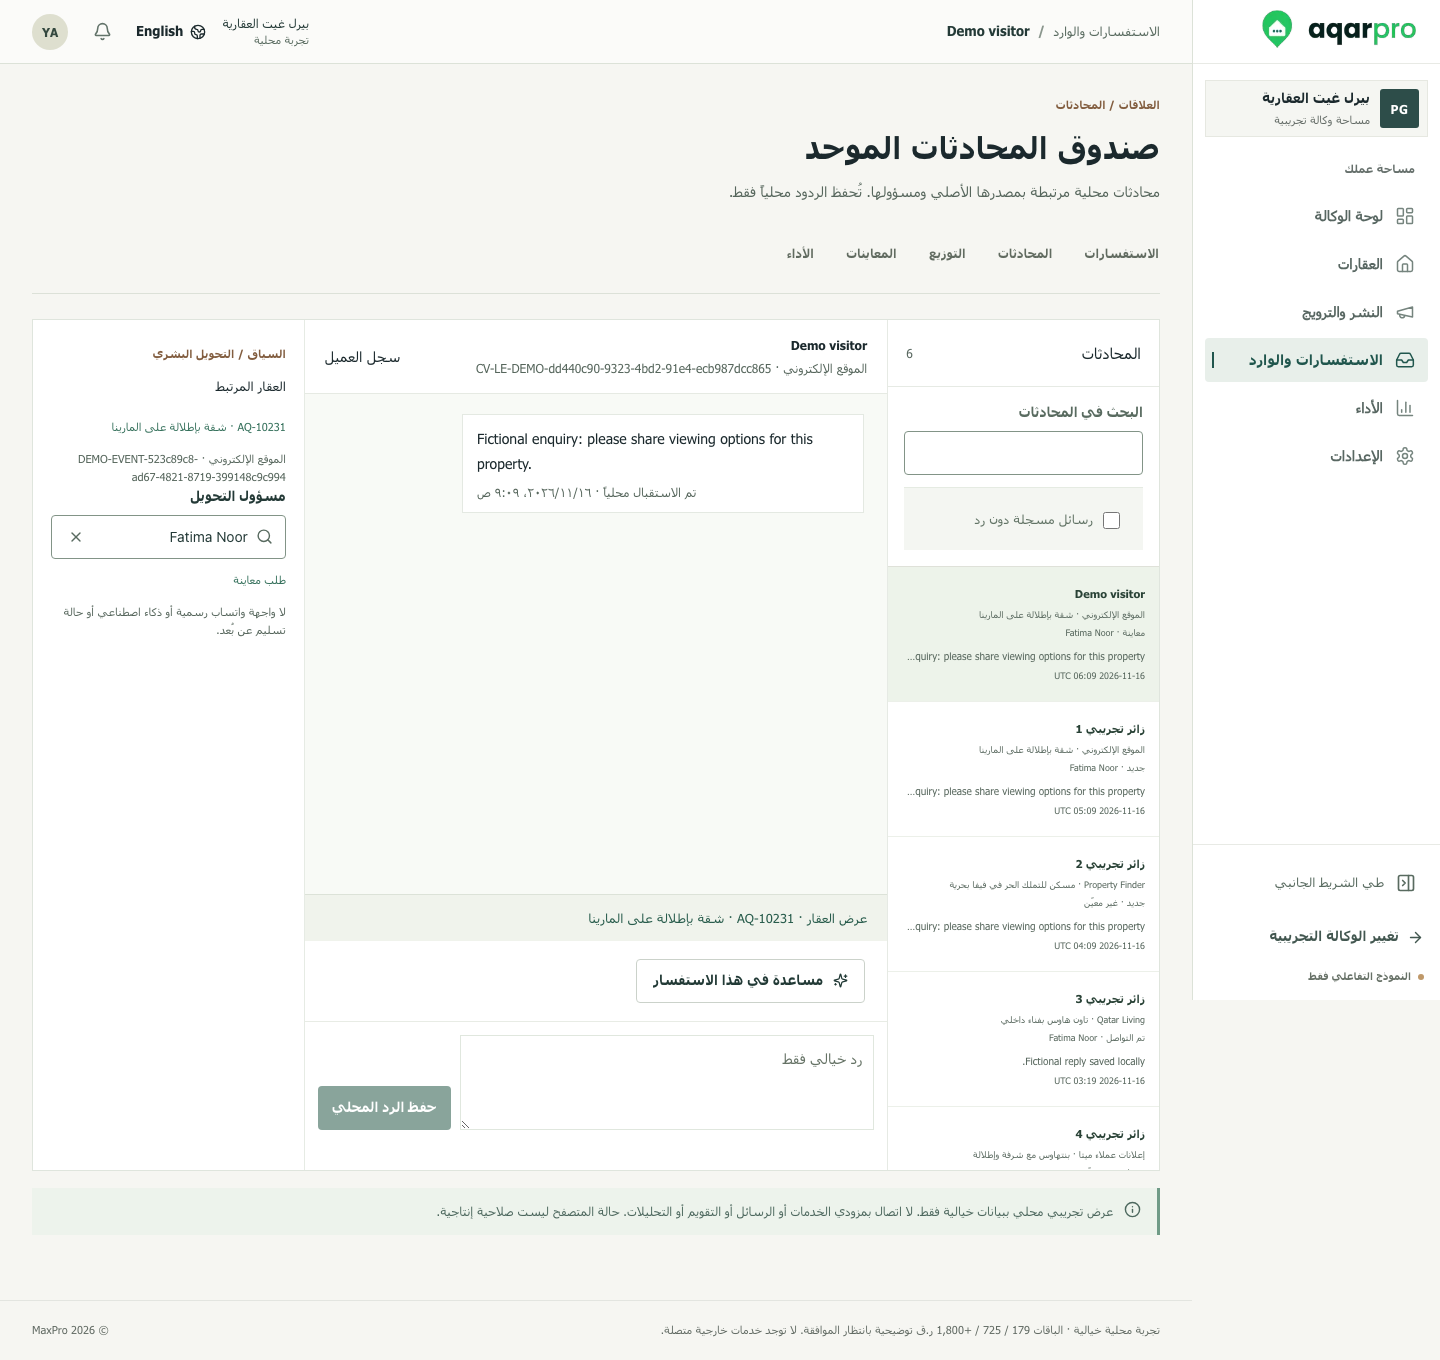 aqarpro
PG
بيرل غيت العقارية
مساحة وكالة تجريبية
مساحة عملك
لوحة الوكالة
العقارات
النشر والترويج
الاستفسارات والوارد
الأداء
الإعدادات
طي الشريط الجانبي
تغيير الوكالة التجريبية
النموذج التفاعلي فقط
الاستفسارات والوارد / Demo visitor
بيرل غيت العقارية
تجربة محلية
English
YA
العلاقات / المحادثات
صندوق المحادثات الموحد
محادثات محلية مرتبطة بمصدرها الأصلي ومسؤولها. تُحفظ الردود محلياً فقط.
الاستفسارات
المحادثات
التوزيع
المعاينات
الأداء
المحادثات
6
البحث في المحادثات
رسائل مسجلة دون رد
Demo visitor
الموقع الإلكتروني · شقة بإطلالة على المارينا
معاينة · Fatima Noor
...quiry: please share viewing options for this property
UTC 06:09 2026-11-16
زائر تجريبي 1
الموقع الإلكتروني · شقة بإطلالة على المارينا
جديد · Fatima Noor
...quiry: please share viewing options for this property
UTC 05:09 2026-11-16
زائر تجريبي 2
Property Finder · مسكن للتملك الحر في فيفا بحرية
جديد · غير معيّن
...quiry: please share viewing options for this property
UTC 04:09 2026-11-16
زائر تجريبي 3
Qatar Living · تاون هاوس بفناء داخلي
تم التواصل · Fatima Noor
.Fictional reply saved locally
UTC 03:19 2026-11-16
زائر تجريبي 4
إعلانات عملاء ميتا · بنتهاوس مع شرفة وإطلالة
Demo visitor
الموقع الإلكتروني · CV-LE-DEMO-dd440c90-9323-4bd2-91e4-ecb987dcc865
سجل العميل
Fictional enquiry: please share viewing options for this
property.
تم الاستقبال محلياً · ٢٠٢٦/١١/١٦، ٩:٠٩ ص
عرض العقار · AQ-10231 · شقة بإطلالة على المارينا
مساعدة في هذا الاستفسار
رد خيالي فقط
حفظ الرد المحلي
السياق / التحويل البشري
العقار المرتبط
AQ-10231 · شقة بإطلالة على المارينا
الموقع الإلكتروني · DEMO-EVENT-523c89c8-
ad67-4821-8719-399148c9c994
مسؤول التحويل
Fatima Noor
طلب معاينة
لا واجهة واتساب رسمية أو ذكاء اصطناعي أو حالة
تسليم عن بُعد.
عرض تجريبي محلي ببيانات خيالية فقط. لا اتصال بمزودي الخدمات أو الرسائل أو التقويم أو التحليلات. حالة المتصفح ليست صلاحية إنتاجية.
تجربة محلية خيالية · الباقات 179 / 725 / 1,800+ ر.ق توضيحية بانتظار الموافقة. لا توجد خدمات خارجية متصلة.
© 2026 MaxPro